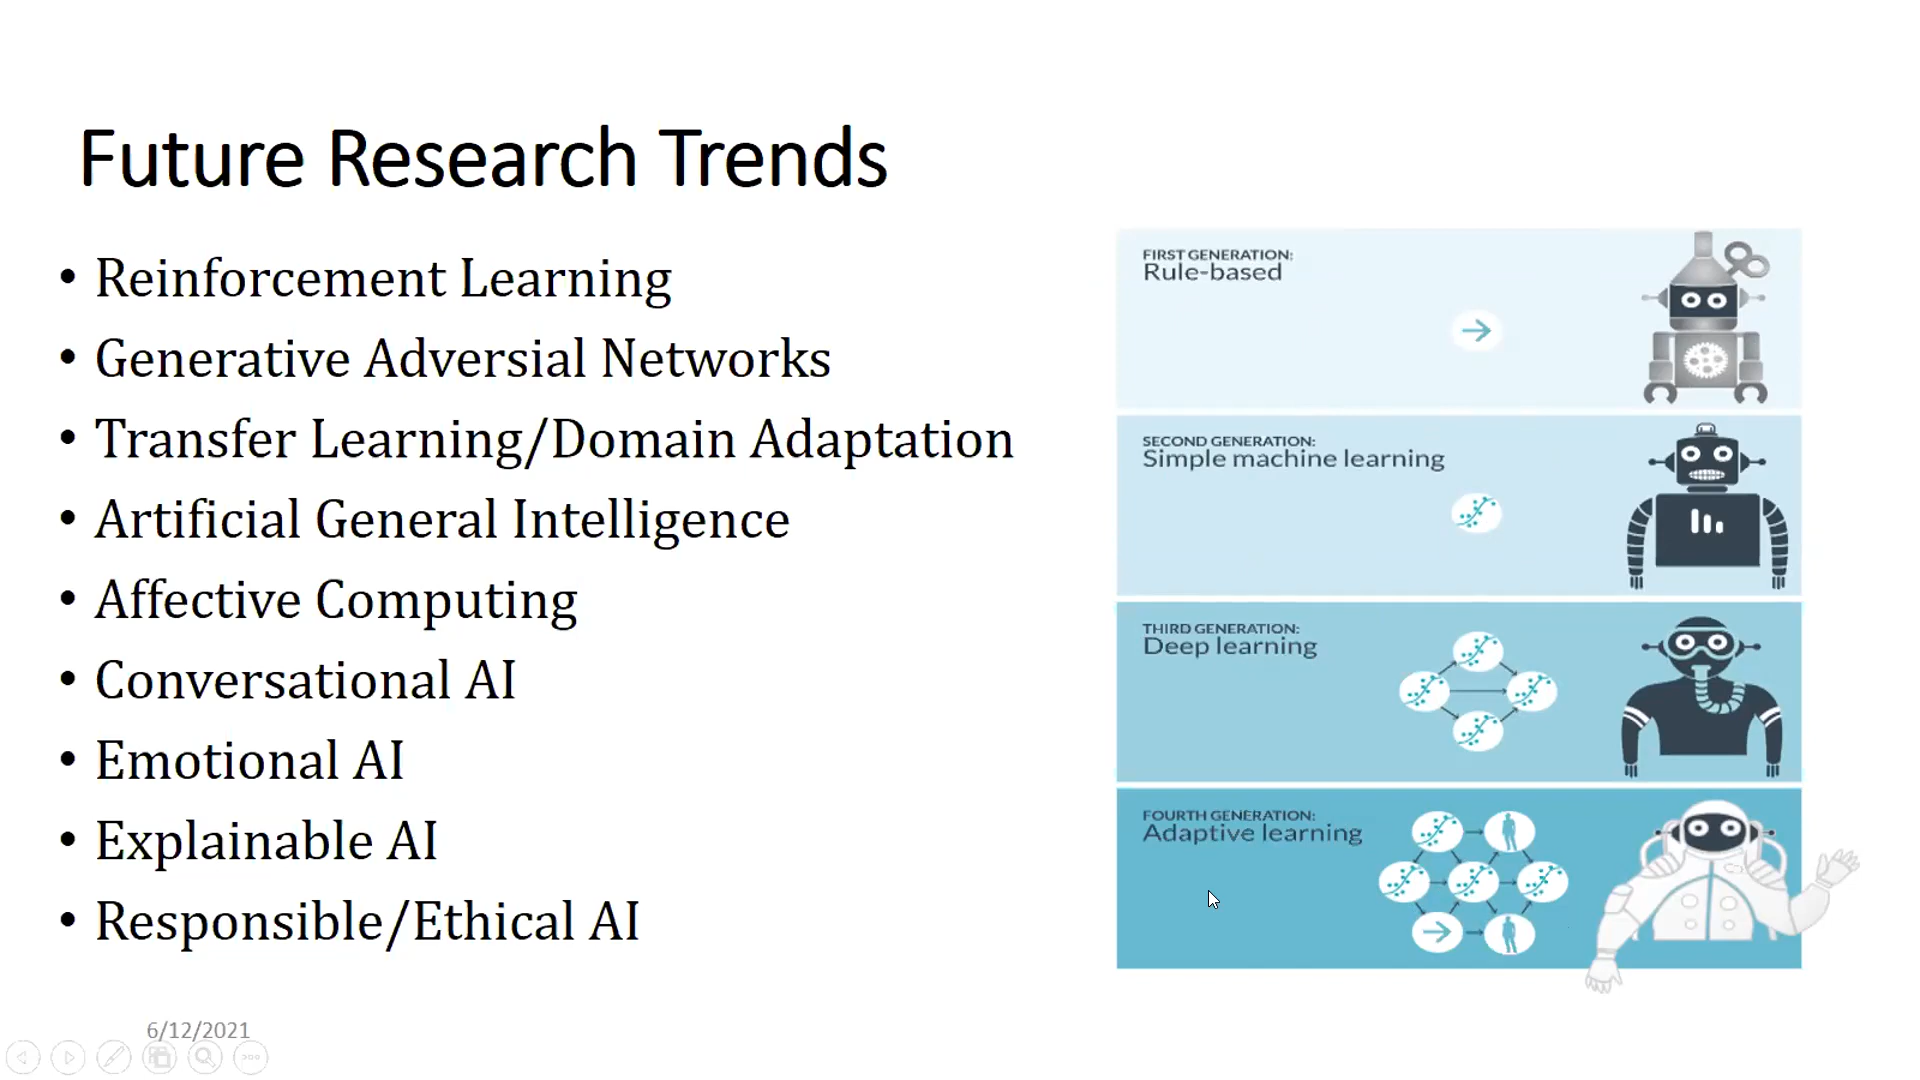 Future Research Trends
• Reinforcement Learning
• Generative Adversial Networks
• Transfer Learning/Domain Adaptation
• Artificial General Intelligence
• Affective Computing
• Conversational AI
• Emotional AI
• Explainable AI
• Responsible/Ethical AI
FIRST GENERATION:
Rule-based
SECOND GENERATION:
Simple machine learning
THIRD GENERATION:
Deep learning
FOURTH GENERATION:
Adaptive learning
6/12/2021